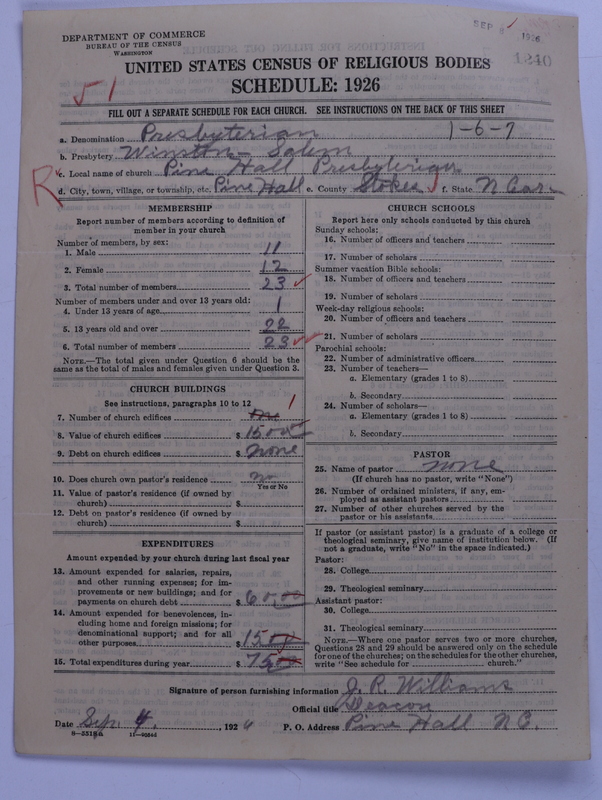 DEPARTMENT OF COMMERCE
BUREAU OF THE CENSUS
WASHINGTON
SEP 1926
1240
UNITED STATES CENSUS OF RELIGIOUS BODIES
SCHEDULE: 1926
51
FILL OUT A SEPARATE SCHEDULE FOR EACH CHURCH. SEE INSTRUCTIONS ON THE BACK OF THIS SHEET
a. Denomination Presbyterian 1-6-7
b. Presbytery Winston-Salem
c. Local name of church Pine Hall Presbyterian
R
d. City, town, village, or township, etc. Pine Hall e. County Stokes f. State N Car
MEMBERSHIP
Report number of members according to definition of
member in your church
Number of members, by sex:
1. Male 11
2. Female 12
3. Total number of members 23
Number of members under and over 13 years old:
4. Under 13 years of age 1
5. 13 years old and over 22
6. Total number of members 23
NOTE.—The total given under Question 6 should be the
same as the total of males and females given under Question 3.
CHURCH BUILDINGS
See instructions, paragraphs 10 to 12
7. Number of church edifices One 1
8. Value of church edifices $ 1500
9. Debt on church edifices $ none
10. Does church own pastor's residence no
Yes or No
11. Value of pastor's residence (if owned by
church) $
12. Debt on pastor's residence (if owned by
church) $
EXPENDITURES
Amount expended by your church during last fiscal year
13. Amount expended for salaries, repairs,
and other running expenses; for im-
provements or new buildings; and for
payments on church debt $ 60,00
14. Amount expended for benevolences, in-
cluding home and foreign missions; for
denominational support; and for all
other purposes $ 15 00
15. Total expenditures during year $ 75 00
CHURCH SCHOOLS
Report here only schools conducted by this church
Sunday schools:
16. Number of officers and teachers
17. Number of scholars
Summer vacation Bible schools:
18. Number of officers and teachers
19. Number of scholars
Week-day religious schools:
20. Number of officers and teachers
21. Number of scholars
Parochial schools:
22. Number of administrative officers
23. Number of teachers—
a. Elementary (grades 1 to 8)
b. Secondary
24. Number of scholars—
a. Elementary (grades 1 to 8)
b. Secondary
PASTOR
25. Name of pastor none
(If church has no pastor, write "None")
26. Number of ordained ministers, if any, em-
ployed as assistant pastors
27. Number of other churches served by the
pastor or his assistants
If pastor (or assistant pastor) is a graduate of a college or
theological seminary, give name of institution below. (If
not a graduate, write "No" in the space indicated.)
Pastor:
28. College
29. Theological seminary
Assistant pastor:
30. College
31. Theological seminary
NOTE.—Where one pastor serves two or more churches,
Questions 28 and 29 should be answered only on the schedule
for one of the churches; on the schedules for the other churches,
write "See schedule for church."
Signature of person furnishing information J. R. Williams
Official title Deacon
Date Sep. 4, 1926 P. O. Address Pine Hall N.C.